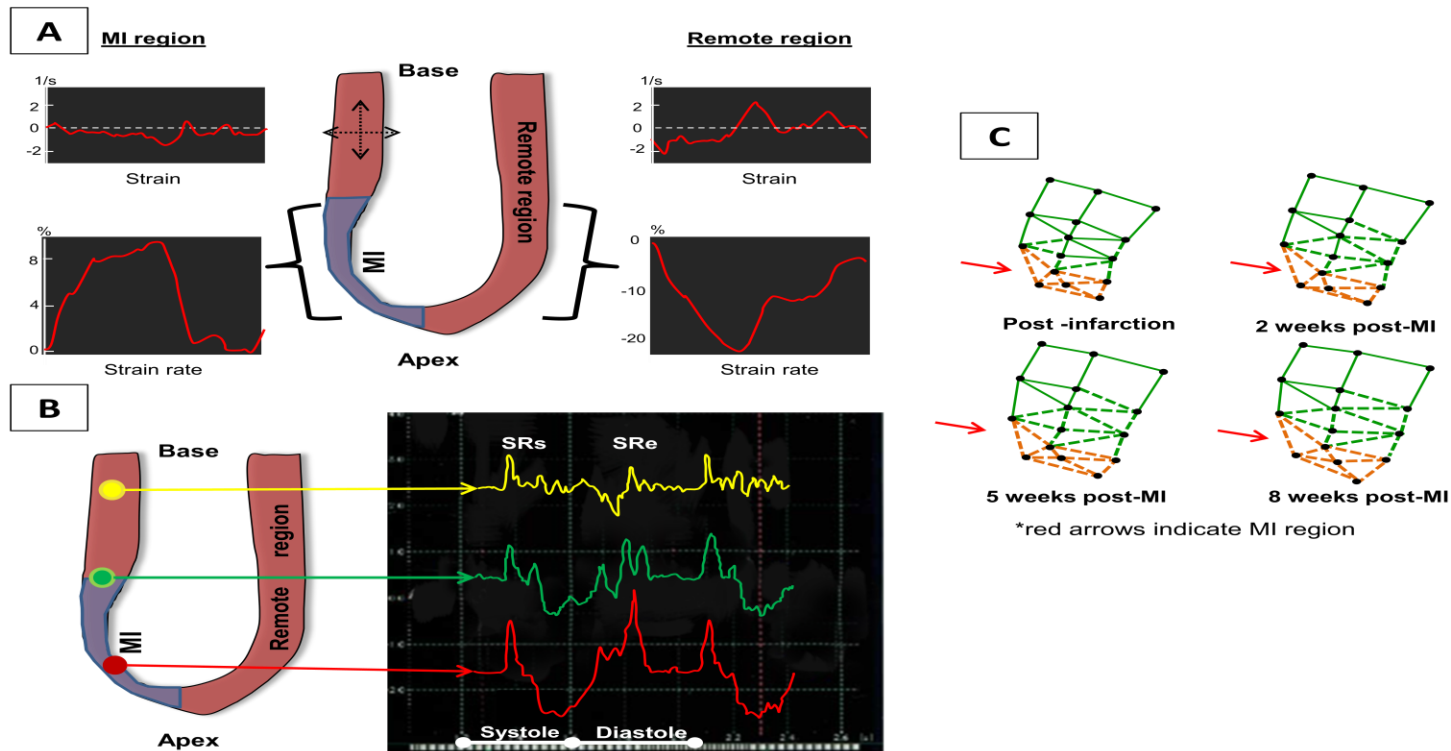 A
MI region
Remote region
Base
1/s
2
0
-2
Strain
%
8
4
0
Strain rate
MI
Remote region
Apex
1/s
2
0
-2
Strain
%
0
-10
-20
Strain rate
B
Base
MI
Remote region
Apex
SRs
SRe
Systole
Diastole
C
Post -infarction
2 weeks post-MI
5 weeks post-MI
8 weeks post-MI
*red arrows indicate MI region